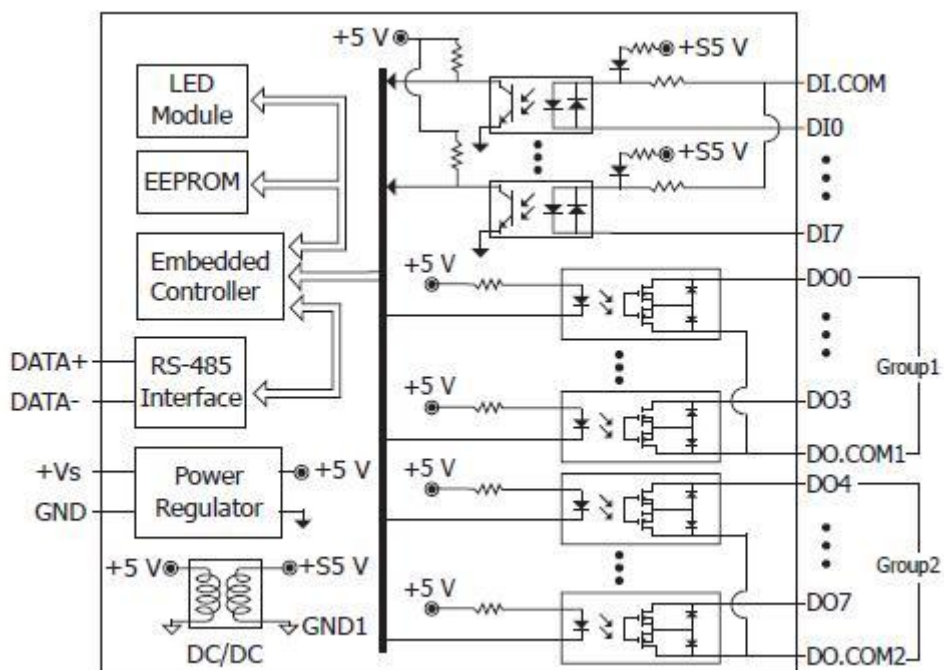 +5 V
+S5 V
LED
Module
DI.COM
DI0
EEPROM
+S5 V
Embedded
Controller
DI7
+5 V
DO0
DATA+
DATA-
RS-485
Interface
Group1
+5 V
DO3
DO.COM1
+Vs
GND
Power
Regulator
+5 V
+5 V
DO4
Group2
+5 V
+S5 V
GND1
DC/DC
+5 V
DO7
DO.COM2